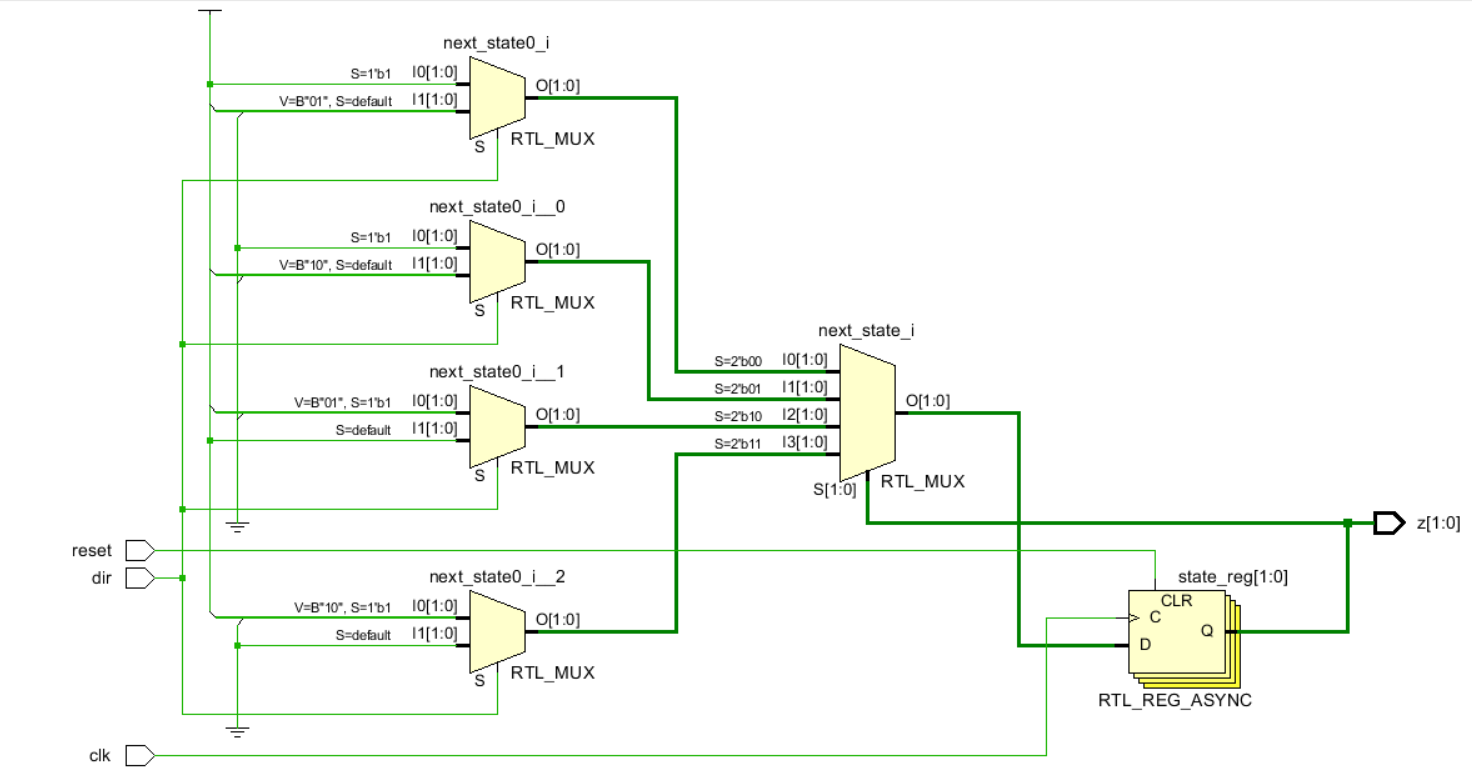 next_state0_i
S=1'b1 I0[1:0]
O[1:0]
V=B"01", S=default I1[1:0]
S RTL_MUX
next_state0_i__0
S=1'b1 I0[1:0]
O[1:0]
V=B"10", S=default I1[1:0]
S RTL_MUX
next_state0_i__1
V=B"01", S=1'b1 I0[1:0]
O[1:0]
S=default I1[1:0]
S RTL_MUX
next_state_i
S=2'b00 I0[1:0]
S=2'b01 I1[1:0]
O[1:0]
S=2'b10 I2[1:0]
S=2'b11 I3[1:0]
S[1:0] RTL_MUX
z[1:0]
reset
dir
next_state0_i__2
V=B"10", S=1'b1 I0[1:0]
O[1:0]
S=default I1[1:0]
S RTL_MUX
state_reg[1:0]
CLR
C
Q
D
RTL_REG_ASYNC
clk